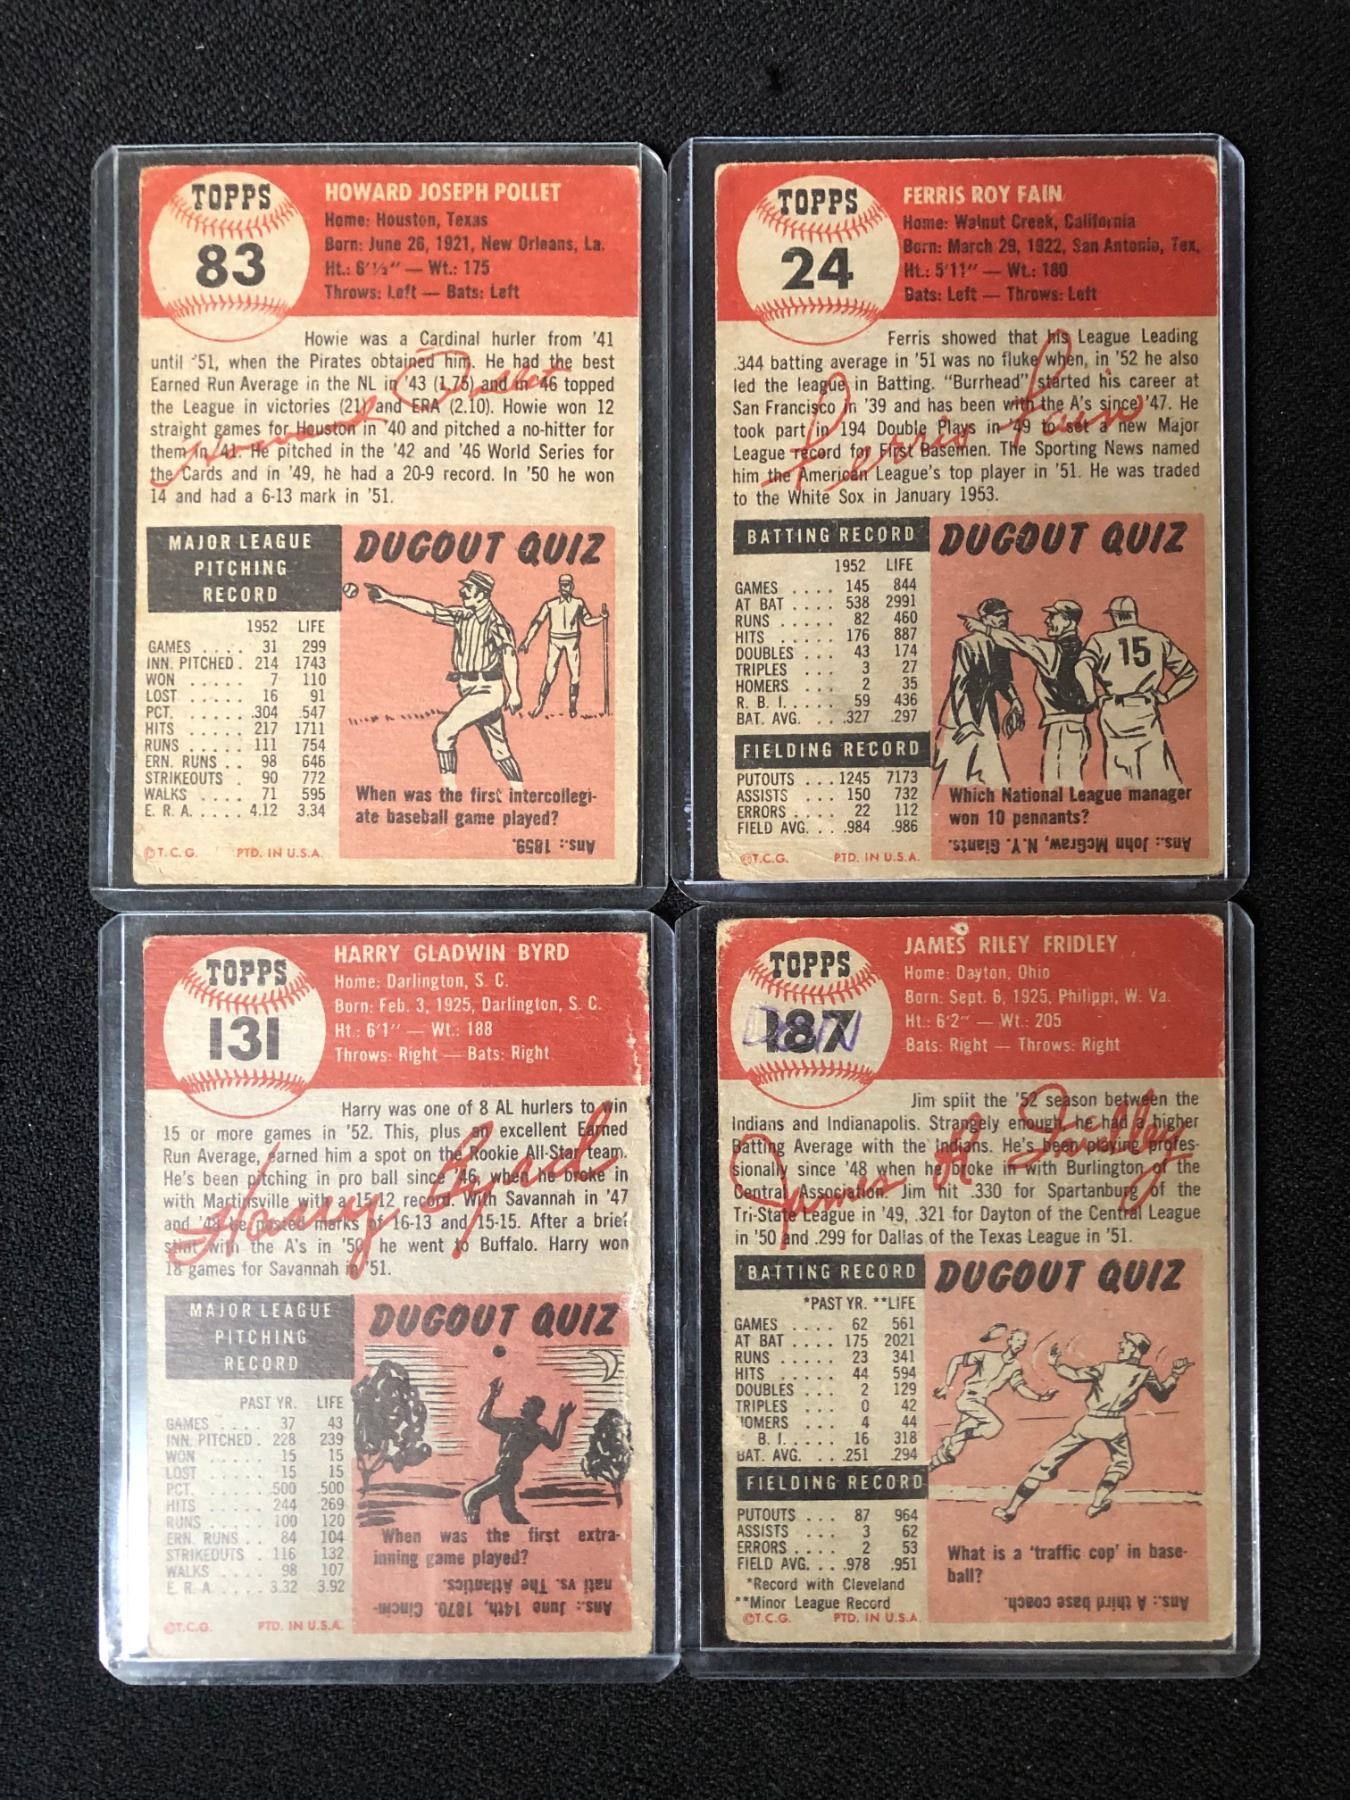 TOPPS
83
HOWARD JOSEPH POLLET
Home: Houston, Texas
Born: June 26, 1921, New Orleans, La.
Ht.: 6'1½" — Wt.: 175
Throws: Left — Bats: Left
Howie was a Cardinal hurler from '41
until '51, when the Pirates obtained him. He had the best
Earned Run Average in the NL in '43 (1.75) and in '46 topped
the League in victories (21) and ERA (2.10). Howie won 12
straight games for Houston in '40 and pitched a no-hitter for
them in '41. He pitched in the '42 and '46 World Series for
the Cards and in '49, he had a 20-9 record. In '50 he won
14 and had a 6-13 mark in '51.
Howard Pollet
MAJOR LEAGUE
PITCHING
RECORD
1952 LIFE
GAMES .... 31 299
INN. PITCHED . 214 1743
WON ..... 7 110
LOST ..... 16 91
PCT. ..... .304 .547
HITS ..... 217 1711
RUNS ..... 111 754
ERN. RUNS .. 98 646
STRIKEOUTS . 90 772
WALKS .... 71 595
E. R. A. .... 4.12 3.34
©T.C.G. PTD. IN U.S.A.
DUGOUT QUIZ
When was the first intercollegi-
ate baseball game played?
Ans.: 1859.
TOPPS
24
FERRIS ROY FAIN
Home: Walnut Creek, California
Born: March 29, 1922, San Antonio, Tex.
Ht.: 5'11" — Wt.: 180
Bats: Left — Throws: Left
Ferris showed that his League Leading
.344 batting average in '51 was no fluke when, in '52 he also
led the league in Batting. "Burrhead" started his career at
San Francisco in '39 and has been with the A's since '47. He
took part in 194 Double Plays in '49 to set a new Major
League record for First Basemen. The Sporting News named
him the American League's top player in '51. He was traded
to the White Sox in January 1953.
Ferris Fain
BATTING RECORD
1952 LIFE
GAMES .... 145 844
AT BAT .... 538 2991
RUNS .... 82 460
HITS .... 176 887
DOUBLES ... 43 174
TRIPLES ... 3 27
HOMERS ... 2 35
R. B. I. .... 59 436
BAT. AVG. .. .327 .297
FIELDING RECORD
PUTOUTS ... 1245 7173
ASSISTS ... 150 732
ERRORS ... 22 112
FIELD AVG. .. .984 .986
©T.C.G. PTD. IN U.S.A.
DUGOUT QUIZ
15
Which National League manager
won 10 pennants?
Ans.: John McGraw, N.Y. Giants.
TOPPS
131
HARRY GLADWIN BYRD
Home: Darlington, S. C.
Born: Feb. 3, 1925, Darlington, S. C.
Ht.: 6'1" — Wt.: 188
Throws: Right — Bats: Right
Harry was one of 8 AL hurlers to win
15 or more games in '52. This, plus an excellent Earned
Run Average, earned him a spot on the Rookie All-Star team.
He's been pitching in pro ball since '46, when he broke in
with Martinsville with a 15-12 record. With Savannah in '47
and '48 he posted marks of 16-13 and 15-15. After a brief
stint with the A's in '50, he went to Buffalo. Harry won
18 games for Savannah in '51.
Harry Byrd
MAJOR LEAGUE
PITCHING
RECORD
PAST YR. LIFE
GAMES .... 37 43
INN. PITCHED . 228 239
WON ..... 15 15
LOST ..... 15 15
PCT. ..... .500 .500
HITS ..... 244 269
RUNS ..... 100 120
ERN. RUNS .. 84 104
STRIKEOUTS . 116 132
WALKS .... 98 107
E. R. A. .... 3.32 3.92
©T.C.G. PTD. IN U.S.A.
DUGOUT QUIZ
When was the first extra-
inning game played?
Ans.: June 14th, 1870. Cincin-
nati vs. The Atlantics.
TOPPS
187
JAMES RILEY FRIDLEY
Home: Dayton, Ohio
Born: Sept. 6, 1925, Philippi, W. Va.
Ht.: 6'2" — Wt.: 205
Bats: Right — Throws: Right
Jim split the '52 season between the
Indians and Indianapolis. Strangely enough, he had a higher
Batting Average with the Indians. He's been playing profes-
sionally since '48 when he broke in with Burlington of the
Central Association. Jim hit .330 for Spartanburg of the
Tri-State League in '49, .321 for Dayton of the Central League
in '50 and .299 for Dallas of the Texas League in '51.
BATTING RECORD
*PAST YR. **LIFE
GAMES .... 62 561
AT BAT .... 175 2021
RUNS .... 23 341
HITS .... 44 594
DOUBLES ... 2 129
TRIPLES ... 0 42
HOMERS ... 4 44
B. I. .... 16 318
BAT. AVG. .. .251 .294
FIELDING RECORD
PUTOUTS ... 87 964
ASSISTS ... 3 62
ERRORS ... 2 53
FIELD AVG. .. .978 .951
*Record with Cleveland
**Minor League Record
©T.C.G. PTD. IN U.S.A.
DUGOUT QUIZ
What is a 'traffic cop' in base-
ball?
Ans.: A third base coach.